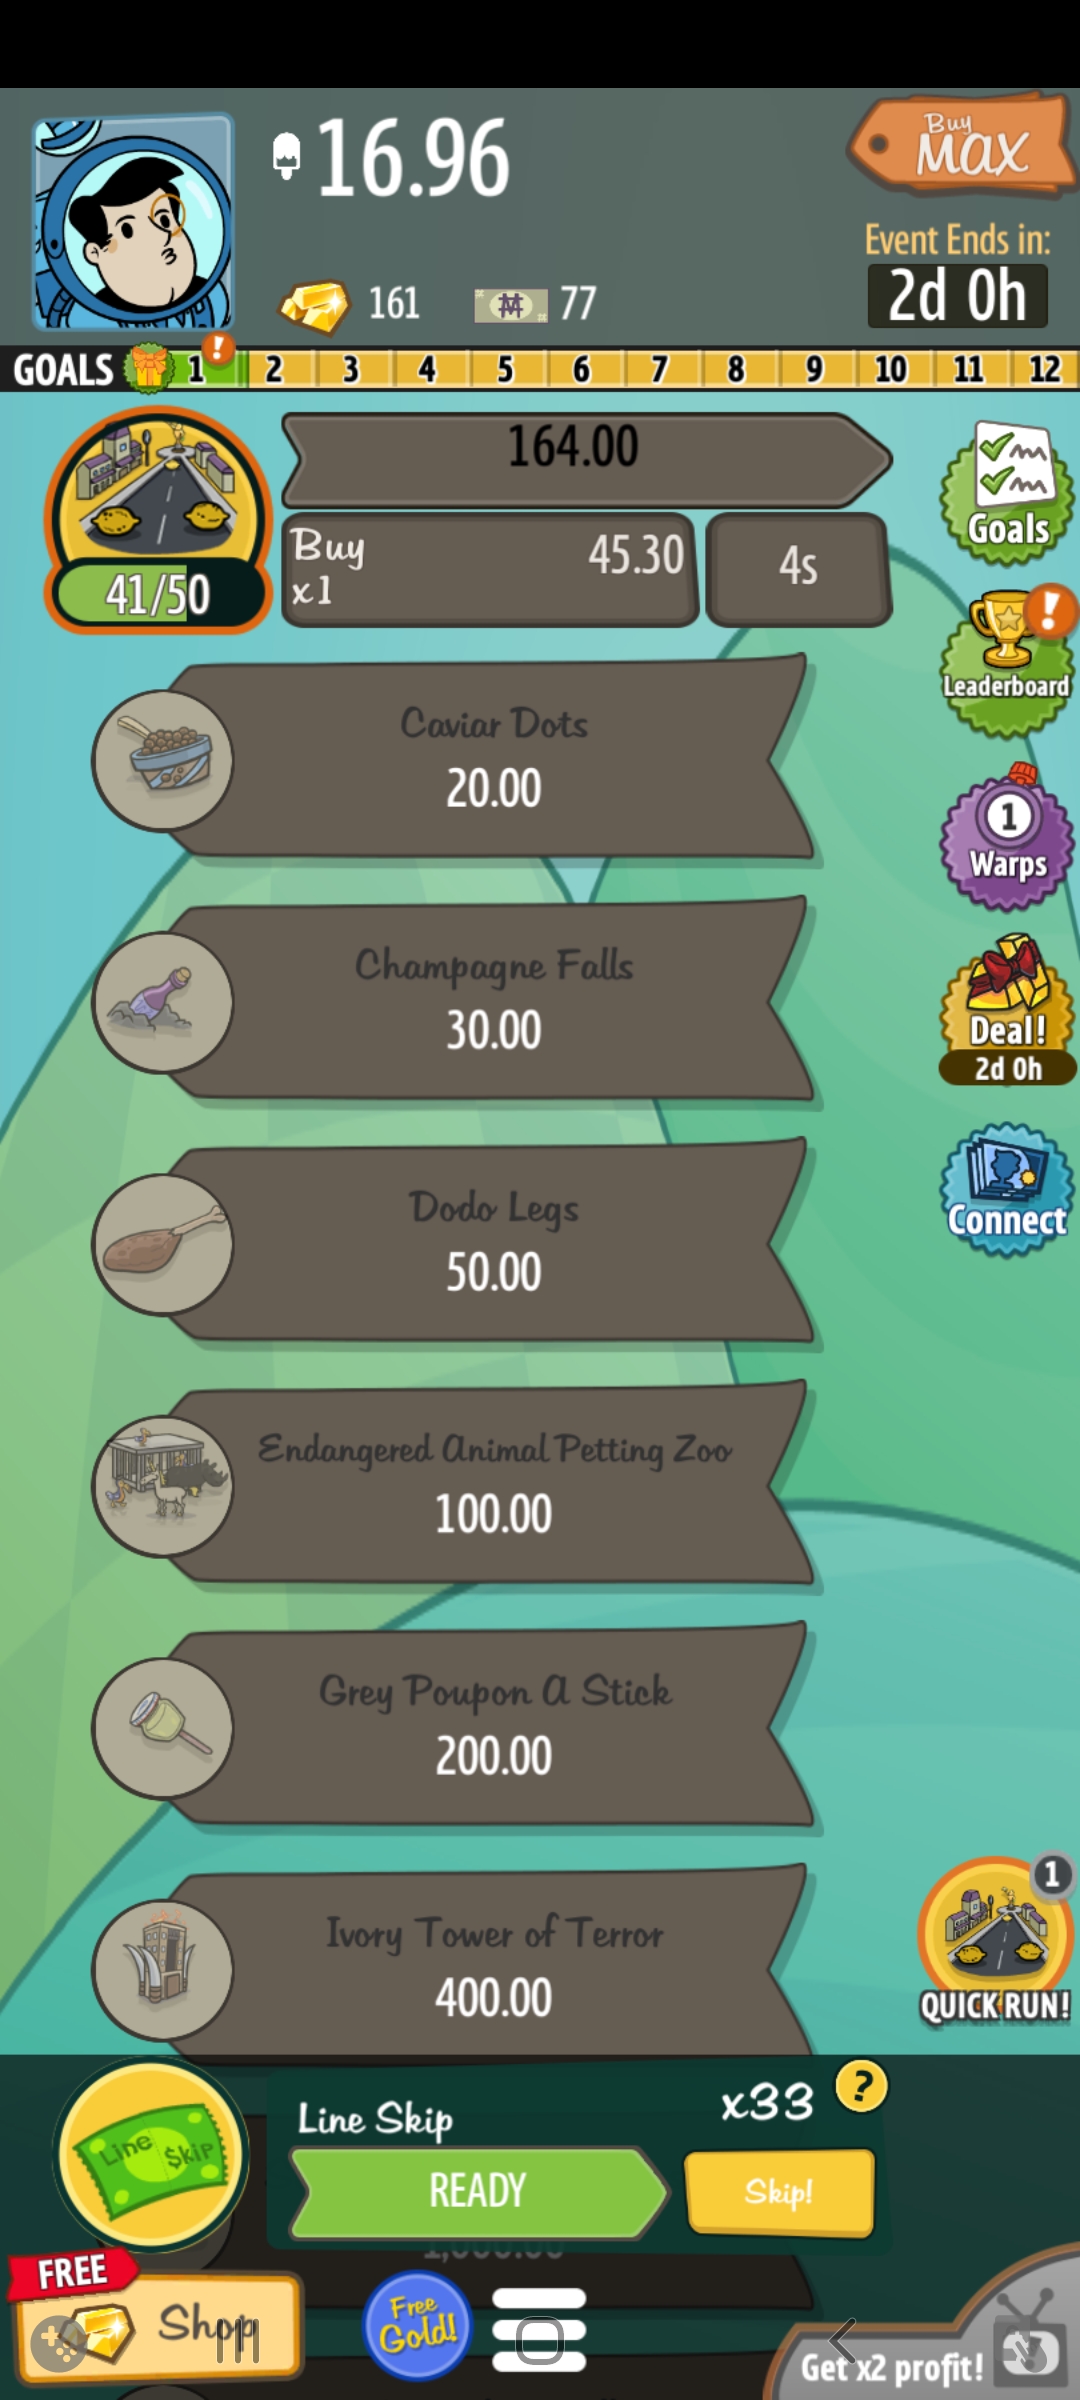 16.96
Buy
MAX
161
77
Event Ends in:
2d 0h
GOALS 1 ! 2 3 4 5 6 7 8 9 10 11 12
164.00
41/50
Buy
x1
45.30
4s
Goals
!
Leaderboard
Caviar Dots
20.00
1
Warps
Champagne Falls
30.00
Deal!
2d 0h
Dodo Legs
50.00
Connect
Endangered Animal Petting Zoo
100.00
Grey Poupon A Stick
200.00
Ivory Tower of Terror
400.00
1
QUICK RUN!
Line $kip
Line Skip
x33
?
READY
Skip!
1,000.00
FREE
Shop
Free
Gold!
Get x2 profit!